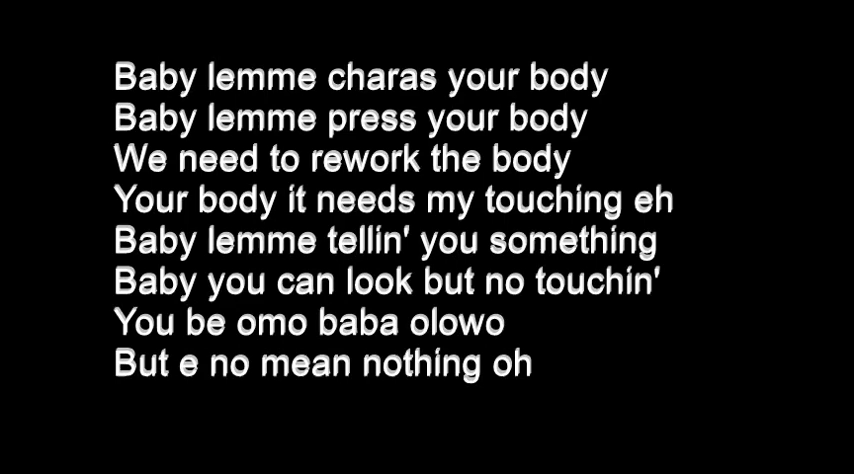 Baby lemme charas your body
Baby lemme press your body
We need to rework the body
Your body it needs my touching eh
Baby lemme tellin' you something
Baby you can look but no touchin'
You be omo baba olowo
But e no mean nothing oh